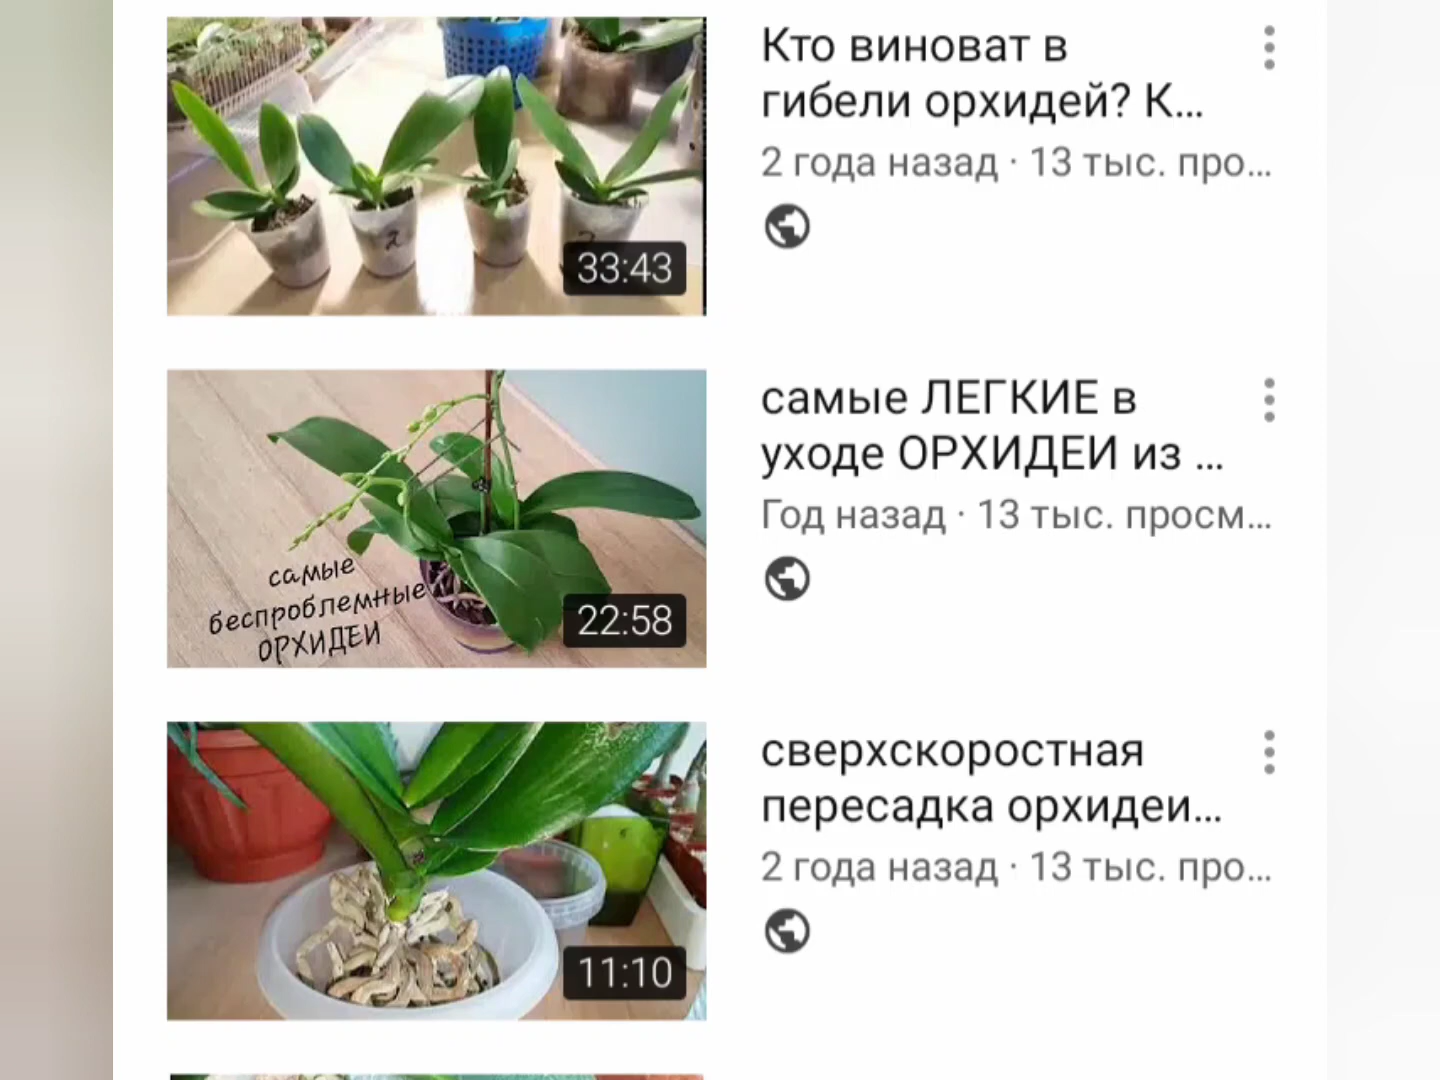 Кто виноват в
гибели орхидей? К...
2 года назад · 13 тыс. про...
2
33:43
самые ЛЕГКИЕ в
уходе ОРХИДЕИ из ...
Год назад · 13 тыс. просм...
самые
беспроблемные
ОРХИДЕИ
22:58
сверхскоростная
пересадка орхидеи...
2 года назад · 13 тыс. про...
11:10